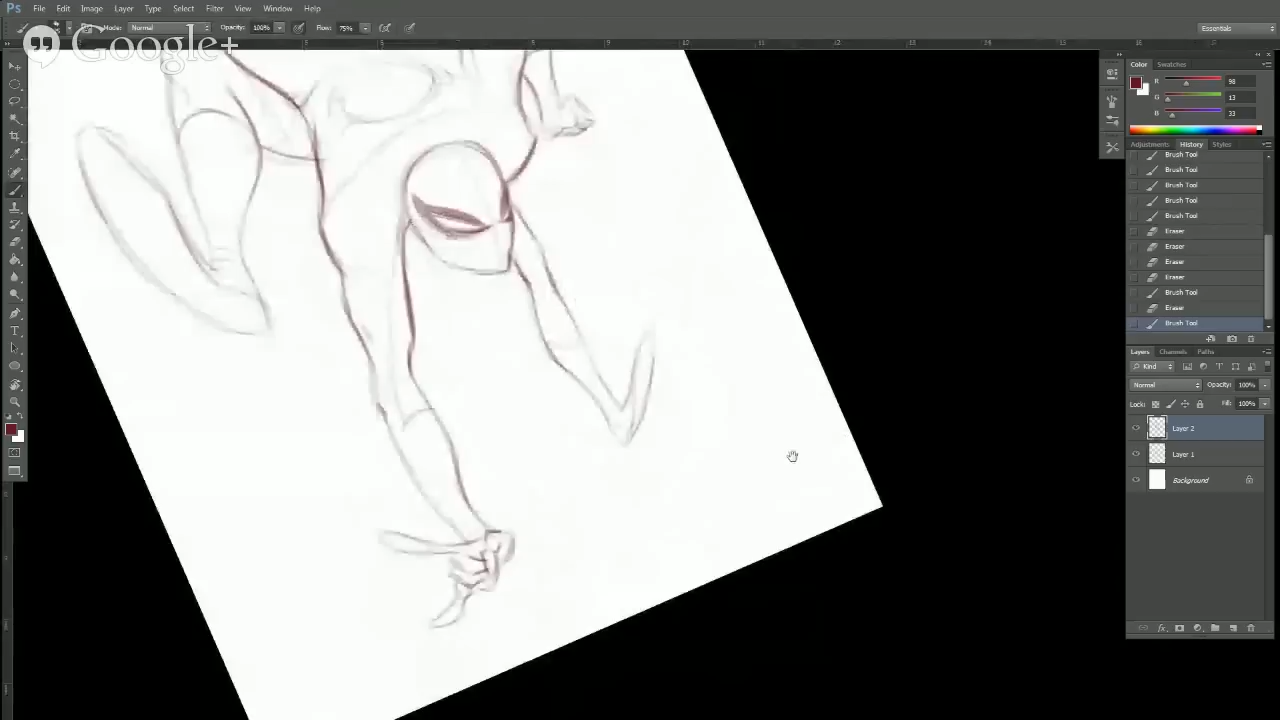 Ps File Edit Image Layer Type Select Filter View Window Help
Mode: Normal Opacity: 100% Flow: 75% Essentials
Google+
Color Swatches
R 98
G 13
B 33
Adjustments History Styles
Brush Tool
Brush Tool
Brush Tool
Brush Tool
Brush Tool
Eraser
Eraser
Eraser
Eraser
Brush Tool
Eraser
Brush Tool
Layers Channels Paths
Kind
Normal Opacity: 100%
Lock: Fill: 100%
Layer 2
Layer 1
Background